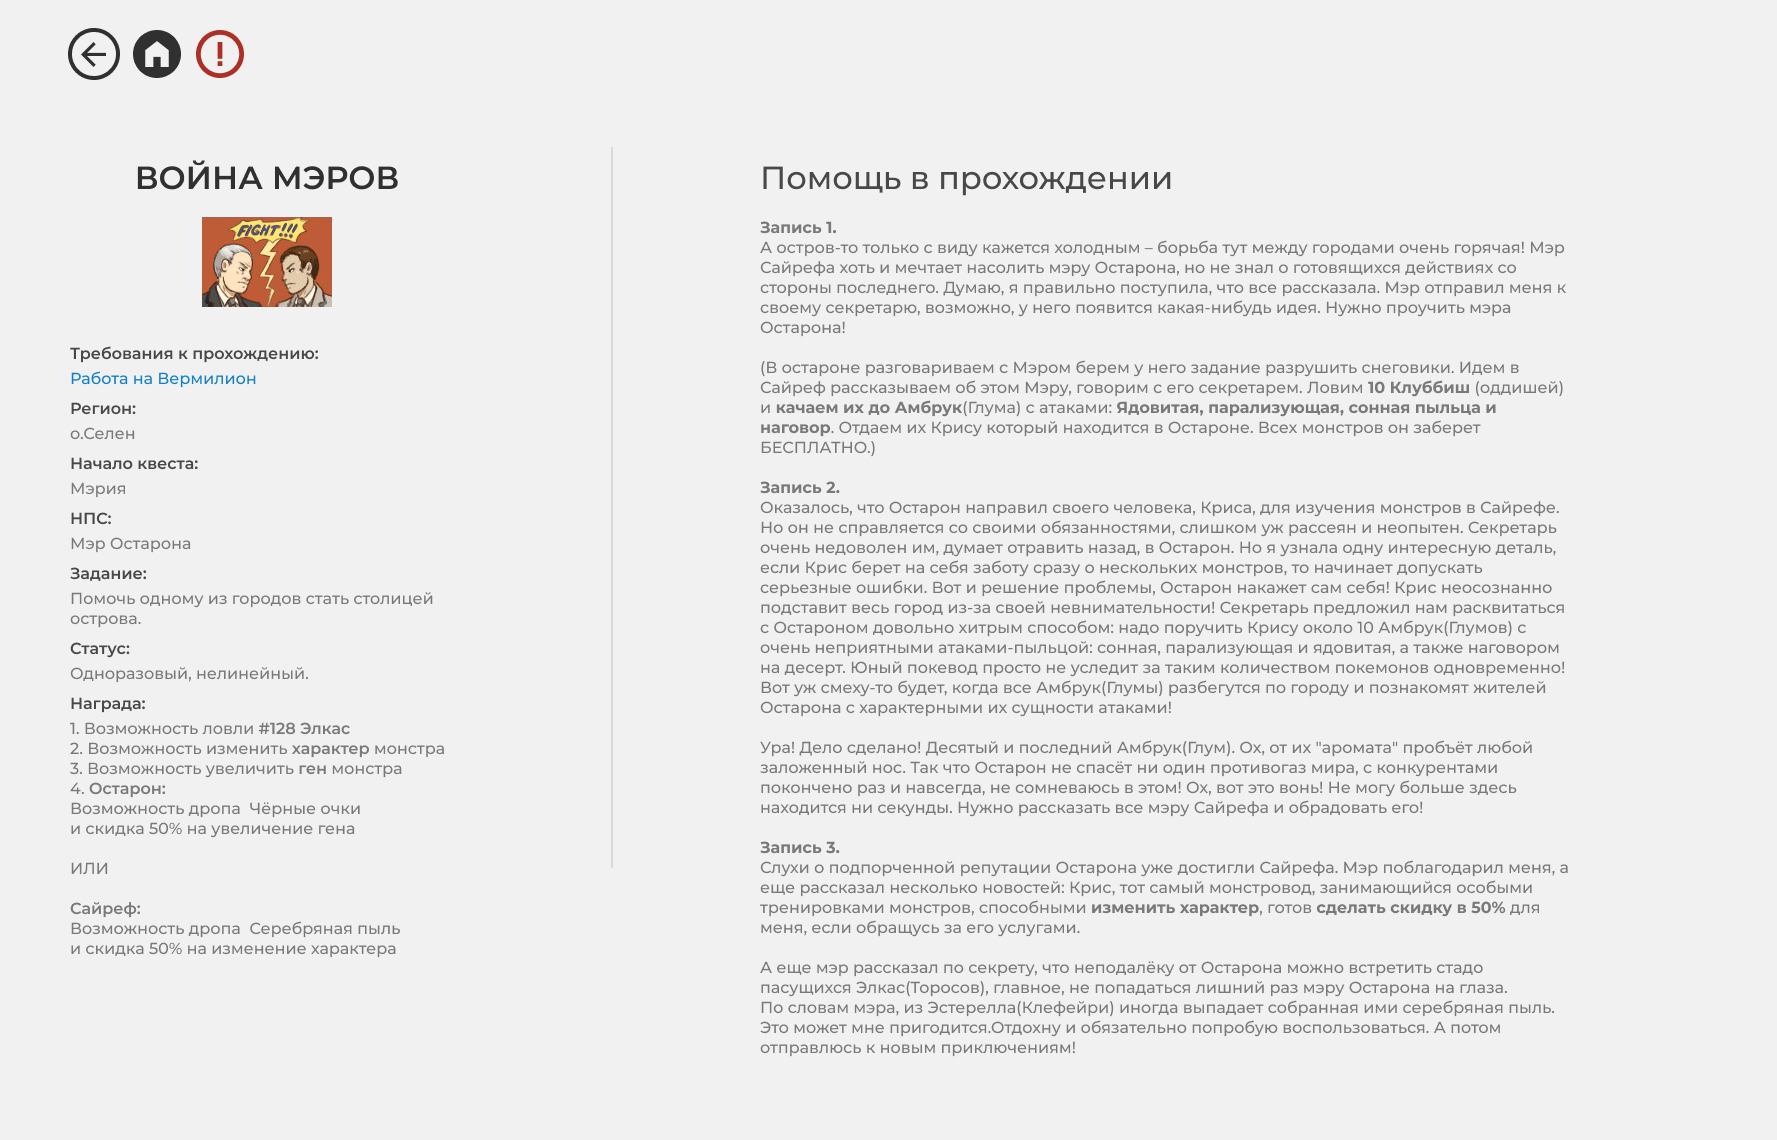 ВОЙНА МЭРОВ
FIGHT!!!
Требования к прохождению:
Работа на Вермилион
Регион:
о.Селен
Начало квеста:
Мэрия
НПС:
Мэр Остарона
Задание:
Помочь одному из городов стать столицей
острова.
Статус:
Одноразовый, нелинейный.
Награда:
1. Возможность ловли #128 Элкас
2. Возможность изменить характер монстра
3. Возможность увеличить ген монстра
4. Остарон:
Возможность дропа  Чёрные очки
и скидка 50% на увеличение гена
ИЛИ
Сайреф:
Возможность дропа  Серебряная пыль
и скидка 50% на изменение характера
Помощь в прохождении
Запись 1.
А остров-то только с виду кажется холодным – борьба тут между городами очень горячая! Мэр
Сайрефа хоть и мечтает насолить мэру Остарона, но не знал о готовящихся действиях со
стороны последнего. Думаю, я правильно поступила, что все рассказала. Мэр отправил меня к
своему секретарю, возможно, у него появится какая-нибудь идея. Нужно проучить мэра
Остарона!
(В остароне разговариваем с Мэром берем у него задание разрушить снеговики. Идем в
Сайреф рассказываем об этом Мэру, говорим с его секретарем. Ловим 10 Клуббиш (оддишей)
и качаем их до Амбрук(Глума) с атаками: Ядовитая, парализующая, сонная пыльца и
наговор. Отдаем их Крису который находится в Остароне. Всех монстров он заберет
БЕСПЛАТНО.)
Запись 2.
Оказалось, что Остарон направил своего человека, Криса, для изучения монстров в Сайрефе.
Но он не справляется со своими обязанностями, слишком уж рассеян и неопытен. Секретарь
очень недоволен им, думает отравить назад, в Остарон. Но я узнала одну интересную деталь,
если Крис берет на себя заботу сразу о нескольких монстров, то начинает допускать
серьезные ошибки. Вот и решение проблемы, Остарон накажет сам себя! Крис неосознанно
подставит весь город из-за своей невнимательности! Секретарь предложил нам расквитаться
с Остароном довольно хитрым способом: надо поручить Крису около 10 Амбрук(Глумов) с
очень неприятными атаками-пыльцой: сонная, парализующая и ядовитая, а также наговором
на десерт. Юный покевод просто не уследит за таким количеством покемонов одновременно!
Вот уж смеху-то будет, когда все Амбрук(Глумы) разбегутся по городу и познакомят жителей
Остарона с характерными их сущности атаками!
Ура! Дело сделано! Десятый и последний Амбрук(Глум). Ох, от их "аромата" пробъёт любой
заложенный нос. Так что Остарон не спасёт ни один противогаз мира, с конкурентами
покончено раз и навсегда, не сомневаюсь в этом! Ох, вот это вонь! Не могу больше здесь
находится ни секунды. Нужно рассказать все мэру Сайрефа и обрадовать его!
Запись 3.
Слухи о подпорченной репутации Остарона уже достигли Сайрефа. Мэр поблагодарил меня, а
еще рассказал несколько новостей: Крис, тот самый монстровод, занимающийся особыми
тренировками монстров, способными изменить характер, готов сделать скидку в 50% для
меня, если обращусь за его услугами.
А еще мэр рассказал по секрету, что неподалёку от Остарона можно встретить стадо
пасущихся Элкас(Торосов), главное, не попадаться лишний раз мэру Остарона на глаза.
По словам мэра, из Эстерелла(Клефейри) иногда выпадает собранная ими серебряная пыль.
Это может мне пригодится.Отдохну и обязательно попробую воспользоваться. А потом
отправлюсь к новым приключениям!